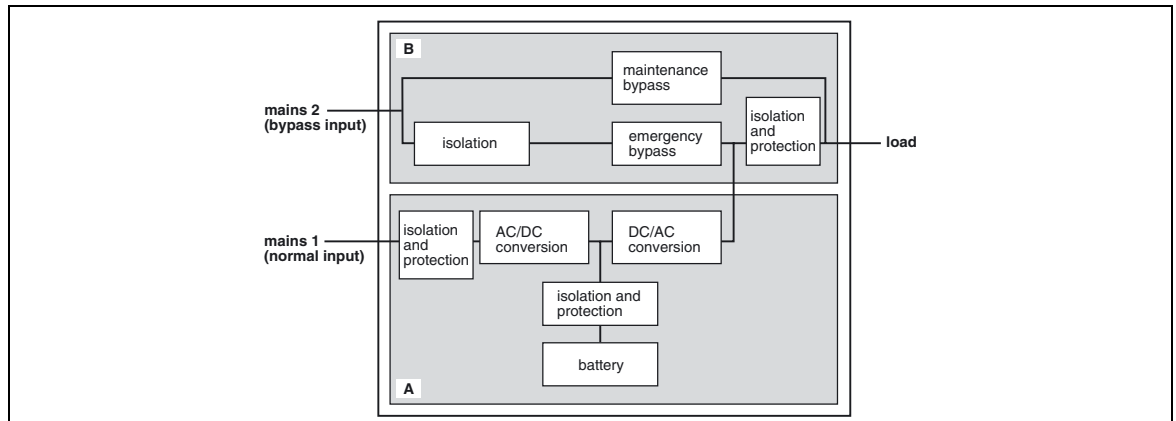 B
maintenance
bypass
mains 2
(bypass input)
isolation
and
protection
isolation
emergency
bypass
load
mains 1
(normal input)
isolation
and
protection
AC/DC
conversion
DC/AC
conversion
isolation and
protection
battery
A